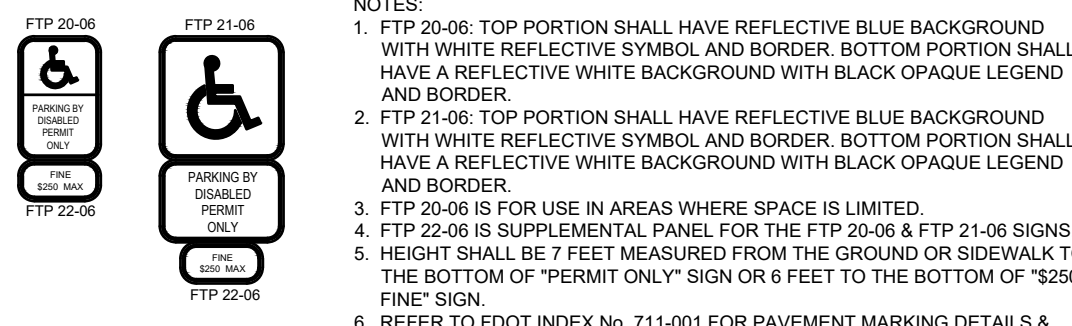 FTP 20-06
PARKING BY
DISABLED
PERMIT
ONLY
FINE
$250 MAX
FTP 22-06
FTP 21-06
PARKING BY
DISABLED
PERMIT
ONLY
FINE
$250 MAX
FTP 22-06
NOTES:
1. FTP 20-06: TOP PORTION SHALL HAVE REFLECTIVE BLUE BACKGROUND
WITH WHITE REFLECTIVE SYMBOL AND BORDER. BOTTOM PORTION SHALL
HAVE A REFLECTIVE WHITE BACKGROUND WITH BLACK OPAQUE LEGEND
AND BORDER.
2. FTP 21-06: TOP PORTION SHALL HAVE REFLECTIVE BLUE BACKGROUND
WITH WHITE REFLECTIVE SYMBOL AND BORDER. BOTTOM PORTION SHALL
HAVE A REFLECTIVE WHITE BACKGROUND WITH BLACK OPAQUE LEGEND
AND BORDER.
3. FTP 20-06 IS FOR USE IN AREAS WHERE SPACE IS LIMITED.
4. FTP 22-06 IS SUPPLEMENTAL PANEL FOR THE FTP 20-06 & FTP 21-06 SIGNS
5. HEIGHT SHALL BE 7 FEET MEASURED FROM THE GROUND OR SIDEWALK TO
THE BOTTOM OF "PERMIT ONLY" SIGN OR 6 FEET TO THE BOTTOM OF "$250
FINE" SIGN.
6. REFER TO FDOT INDEX No. 711-001 FOR PAVEMENT MARKING DETAILS &